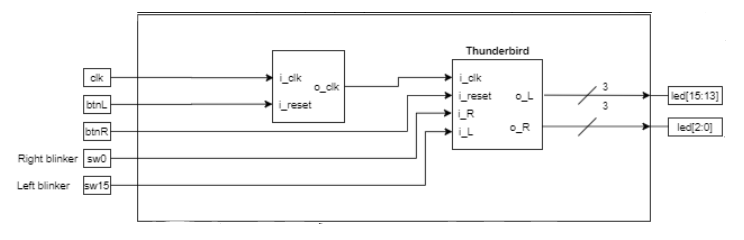 Thunderbird
clk
i_clk
o_clk
i_clk
3
btnL
i_reset
i_reset
o_L
led[15:13]
3
btnR
i_R
o_R
led[2:0]
i_L
Right blinker
sw0
Left blinker
sw15